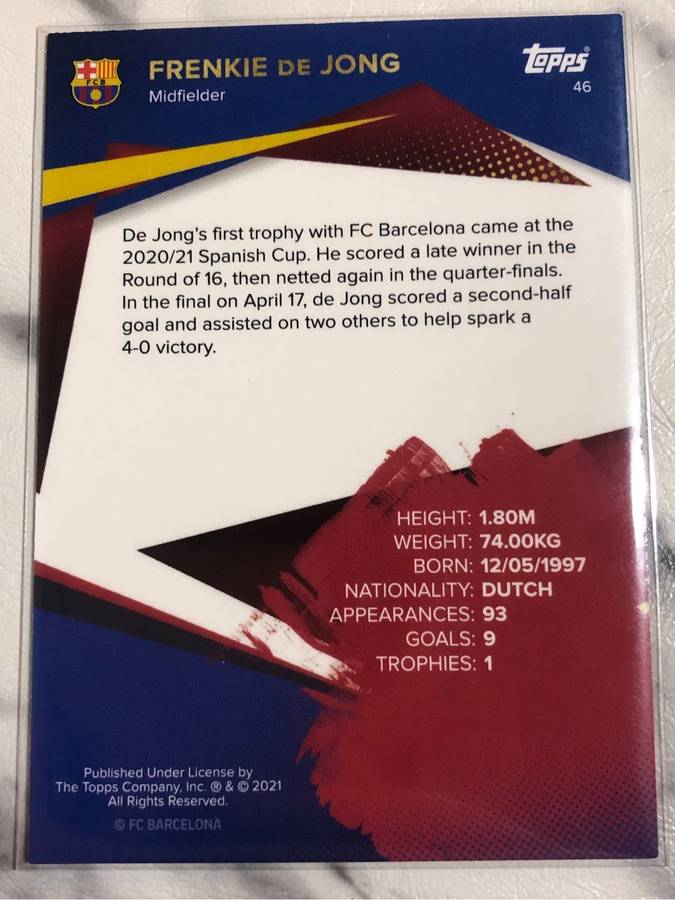 FCB
FRENKIE DE JONG
Midfielder
Topps®
46
De Jong's first trophy with FC Barcelona came at the
2020/21 Spanish Cup. He scored a late winner in the
Round of 16, then netted again in the quarter-finals.
In the final on April 17, de Jong scored a second-half
goal and assisted on two others to help spark a
4-0 victory.
HEIGHT: 1.80M
WEIGHT: 74.00KG
BORN: 12/05/1997
NATIONALITY: DUTCH
APPEARANCES: 93
GOALS: 9
TROPHIES: 1
Published Under License by
The Topps Company, Inc. ® & © 2021
All Rights Reserved.
© FC BARCELONA